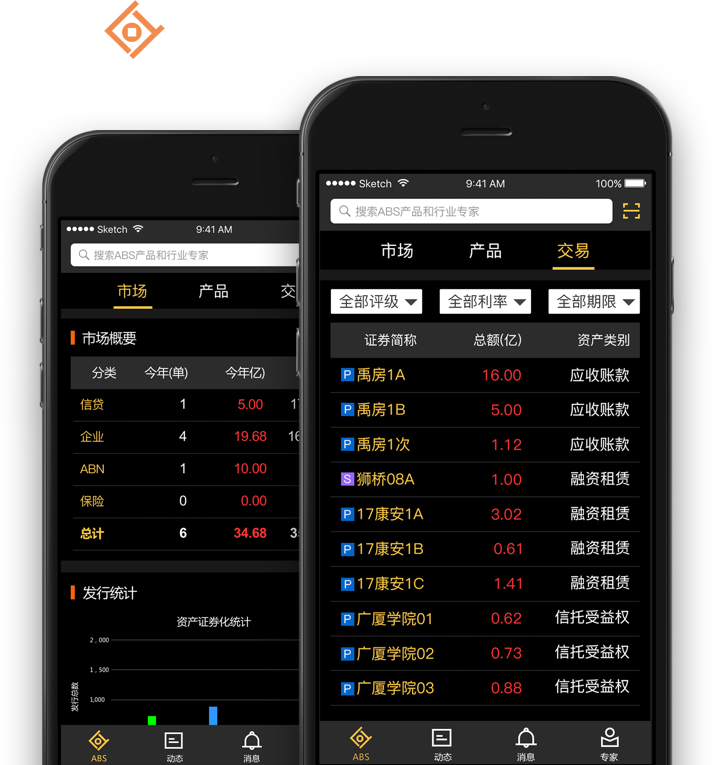 Sketch
9:41 AM
搜索ABS产品和行业专家
市场
产品
交
市场概要
分类 今年(单) 今年(亿)
信贷 1 5.00
企业 4 19.68 16
ABN 1 10.00
保险 0 0.00
总计 6 34.68
发行统计
资产证券化统计
2,000
1,500
1,000
发行总数
ABS
动态
消息
Sketch
9:41 AM
100%
搜索ABS产品和行业专家
市场
产品
交易
全部评级
全部利率
全部期限
证券简称 总额(亿) 资产类别
P 禹房1A 16.00 应收账款
P 禹房1B 5.00 应收账款
P 禹房1次 1.12 应收账款
S 狮桥08A 1.00 融资租赁
P 17康安1A 3.02 融资租赁
P 17康安1B 0.61 融资租赁
P 17康安1C 1.41 融资租赁
P 广厦学院01 0.62 信托受益权
P 广厦学院02 0.73 信托受益权
P 广厦学院03 0.88 信托受益权
ABS
动态
消息
专家